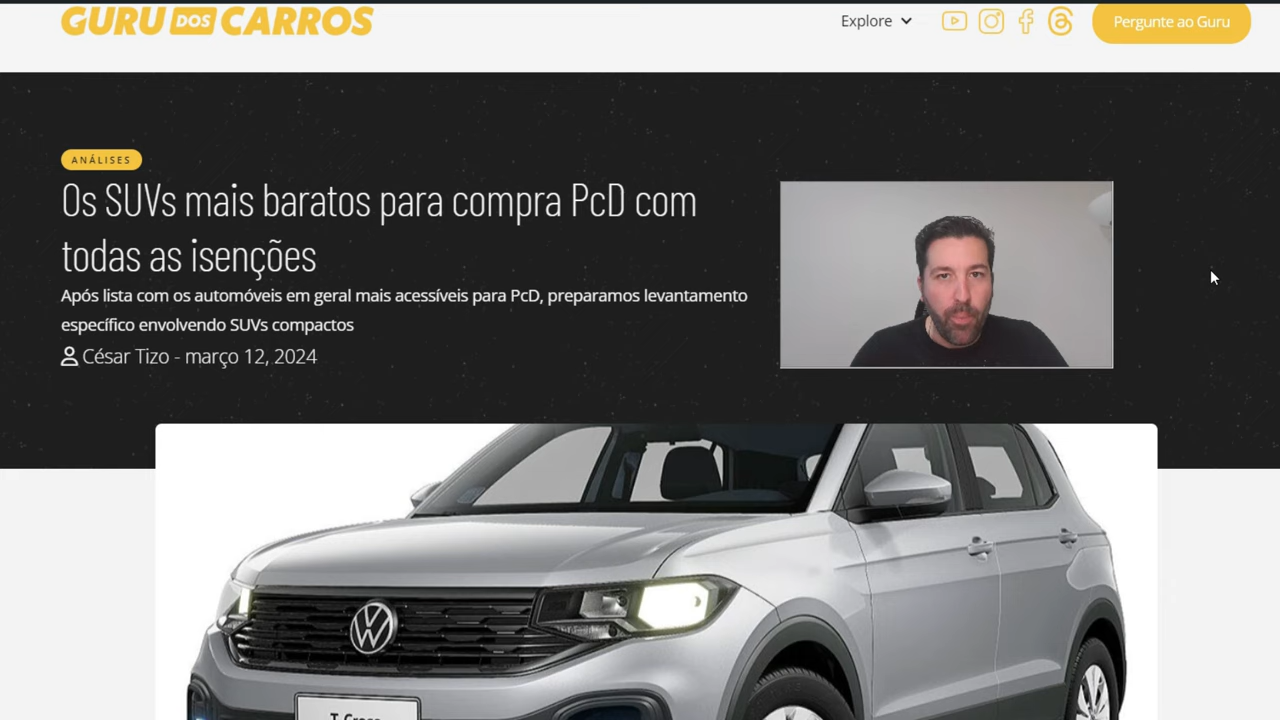 GURU DOS CARROS
Explore
Pergunte ao Guru
ANÁLISES
Os SUVs mais baratos para compra PcD com
todas as isenções
Após lista com os automóveis em geral mais acessíveis para PcD, preparamos levantamento
específico envolvendo SUVs compactos
César Tizo - março 12, 2024
T-Cross